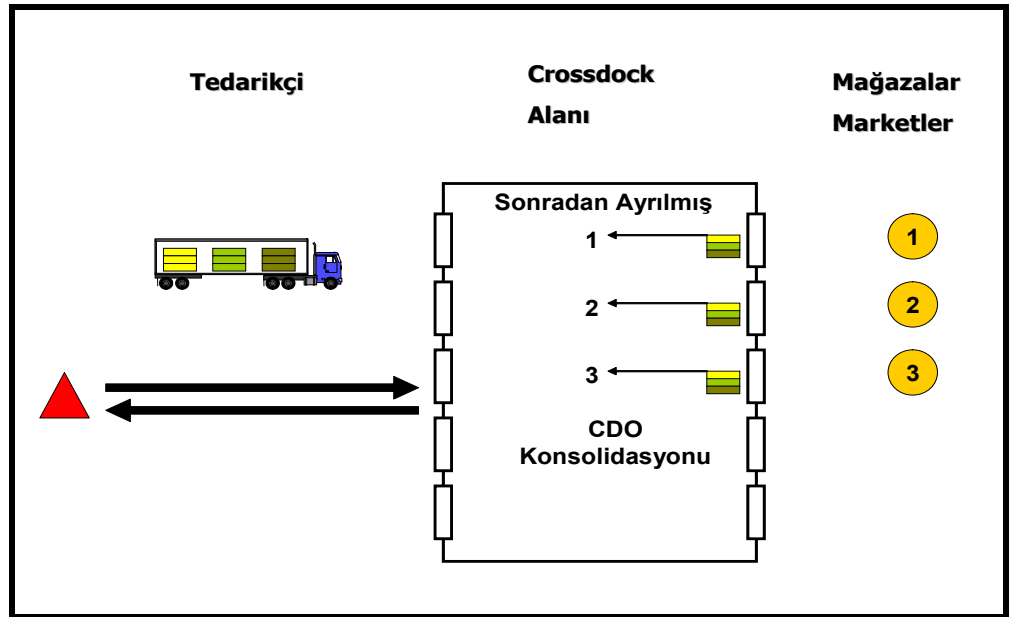 Tedarikçi
Crossdock
Alanı
Mağazalar
Marketler
Sonradan Ayrılmış
1
1
2
2
3
3
CDO
Konsolidasyonu